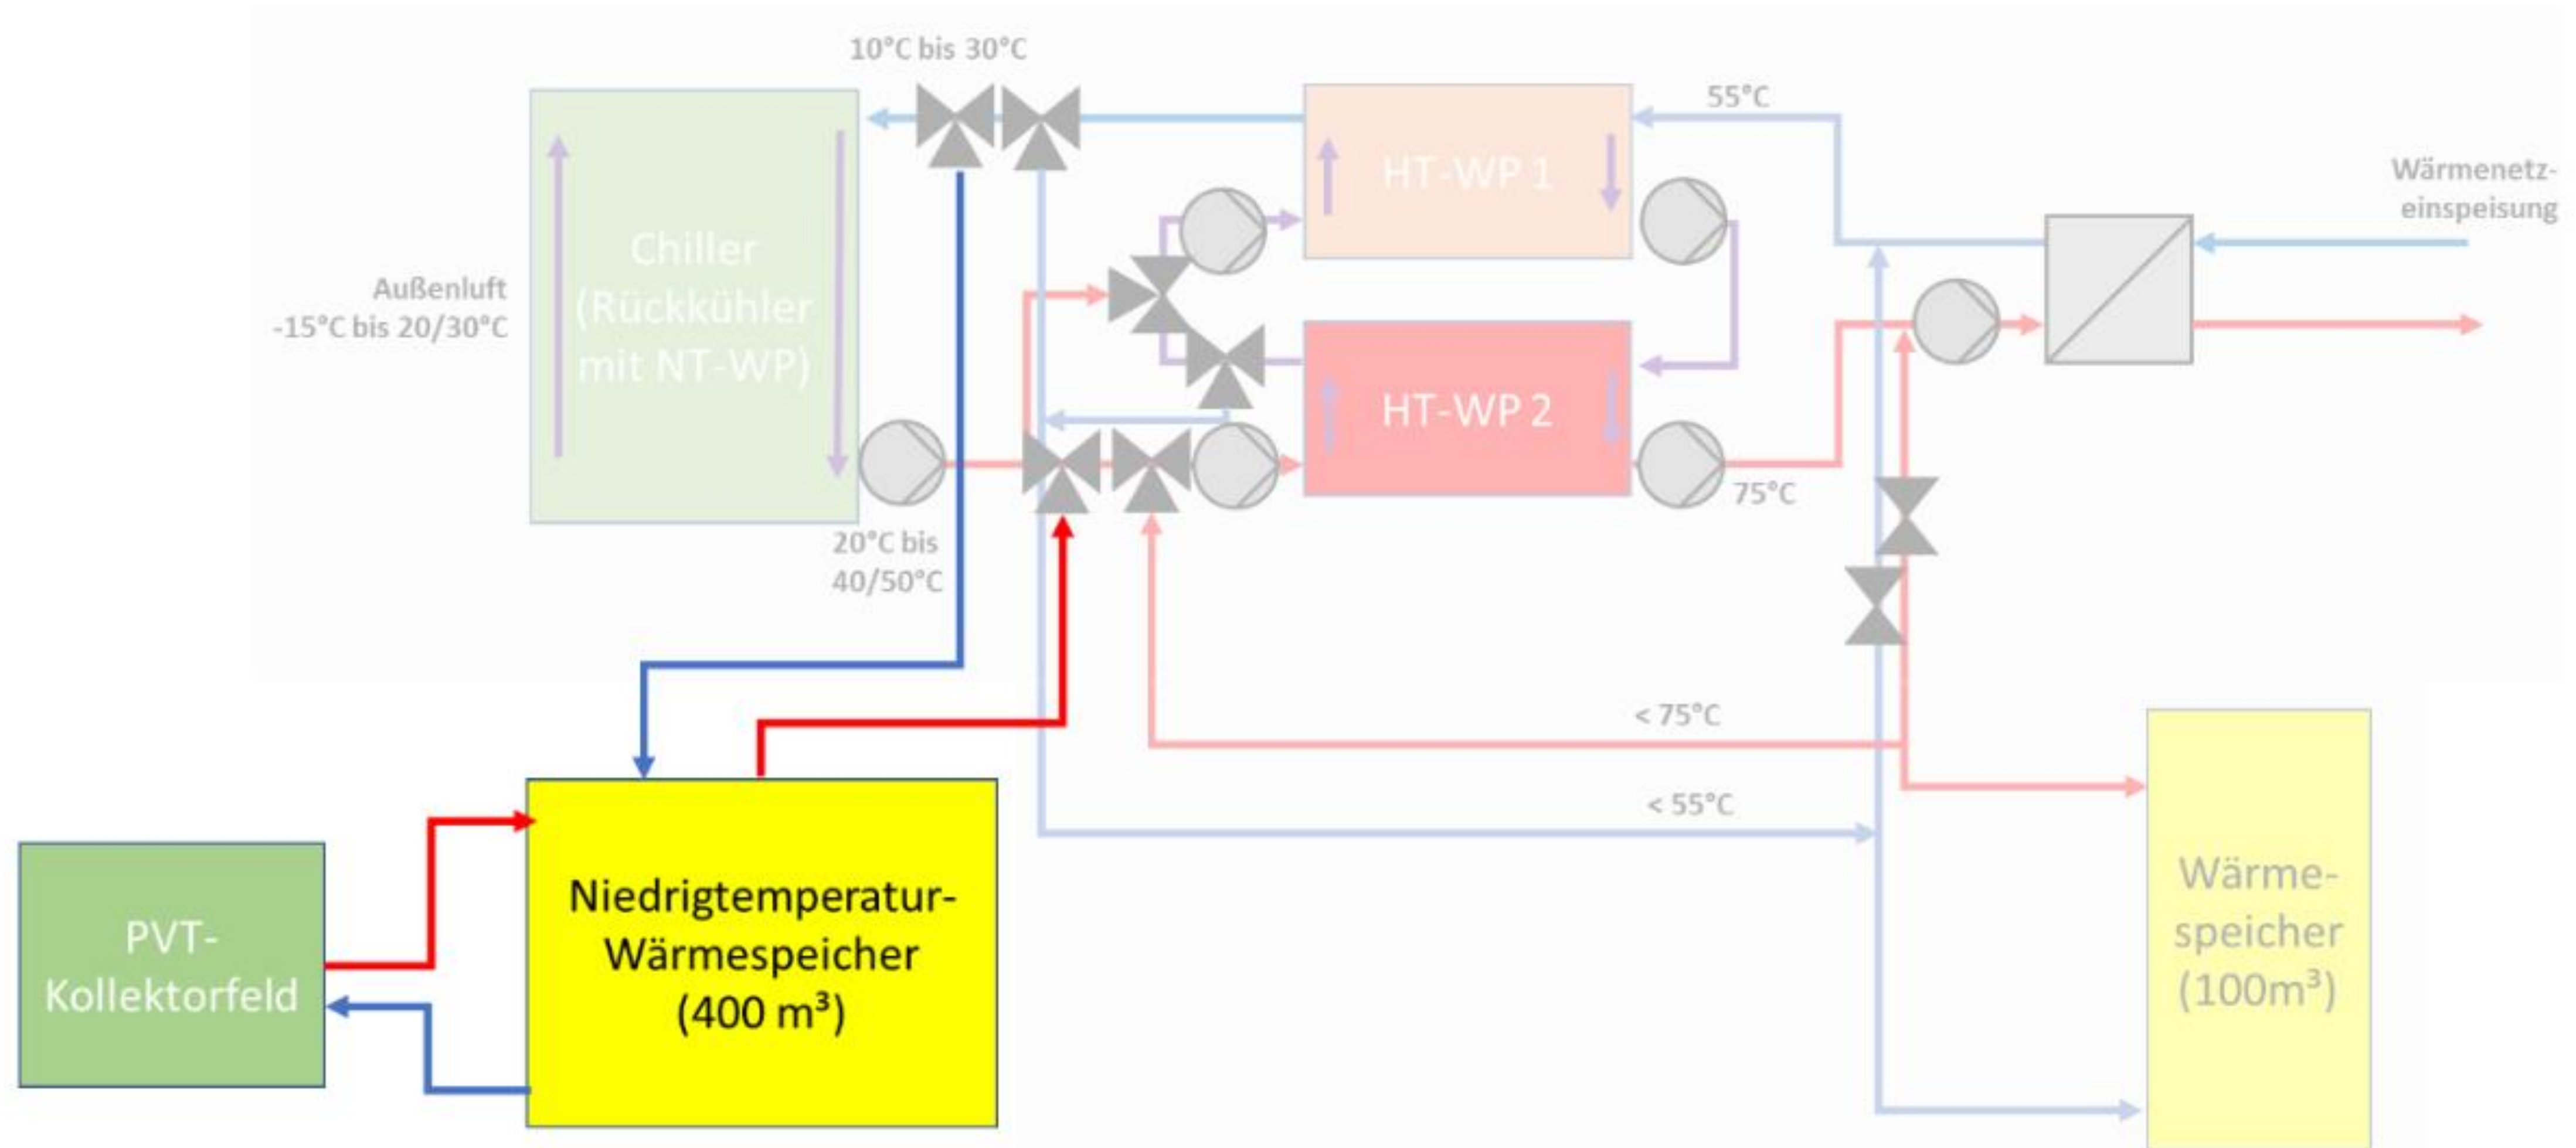 10°C bis 30°C
55°C
Wärmenetz-
einspeisung
HT-WP 1
Chiller
(Rückkühler
mit NT-WP)
Außenluft
-15°C bis 20/30°C
HT-WP 2
75°C
20°C bis
40/50°C
< 75°C
< 55°C
Niedrigtemperatur-
Wärmespeicher
(400 m³)
PVT-
Kollektorfeld
Wärme-
speicher
(100m³)